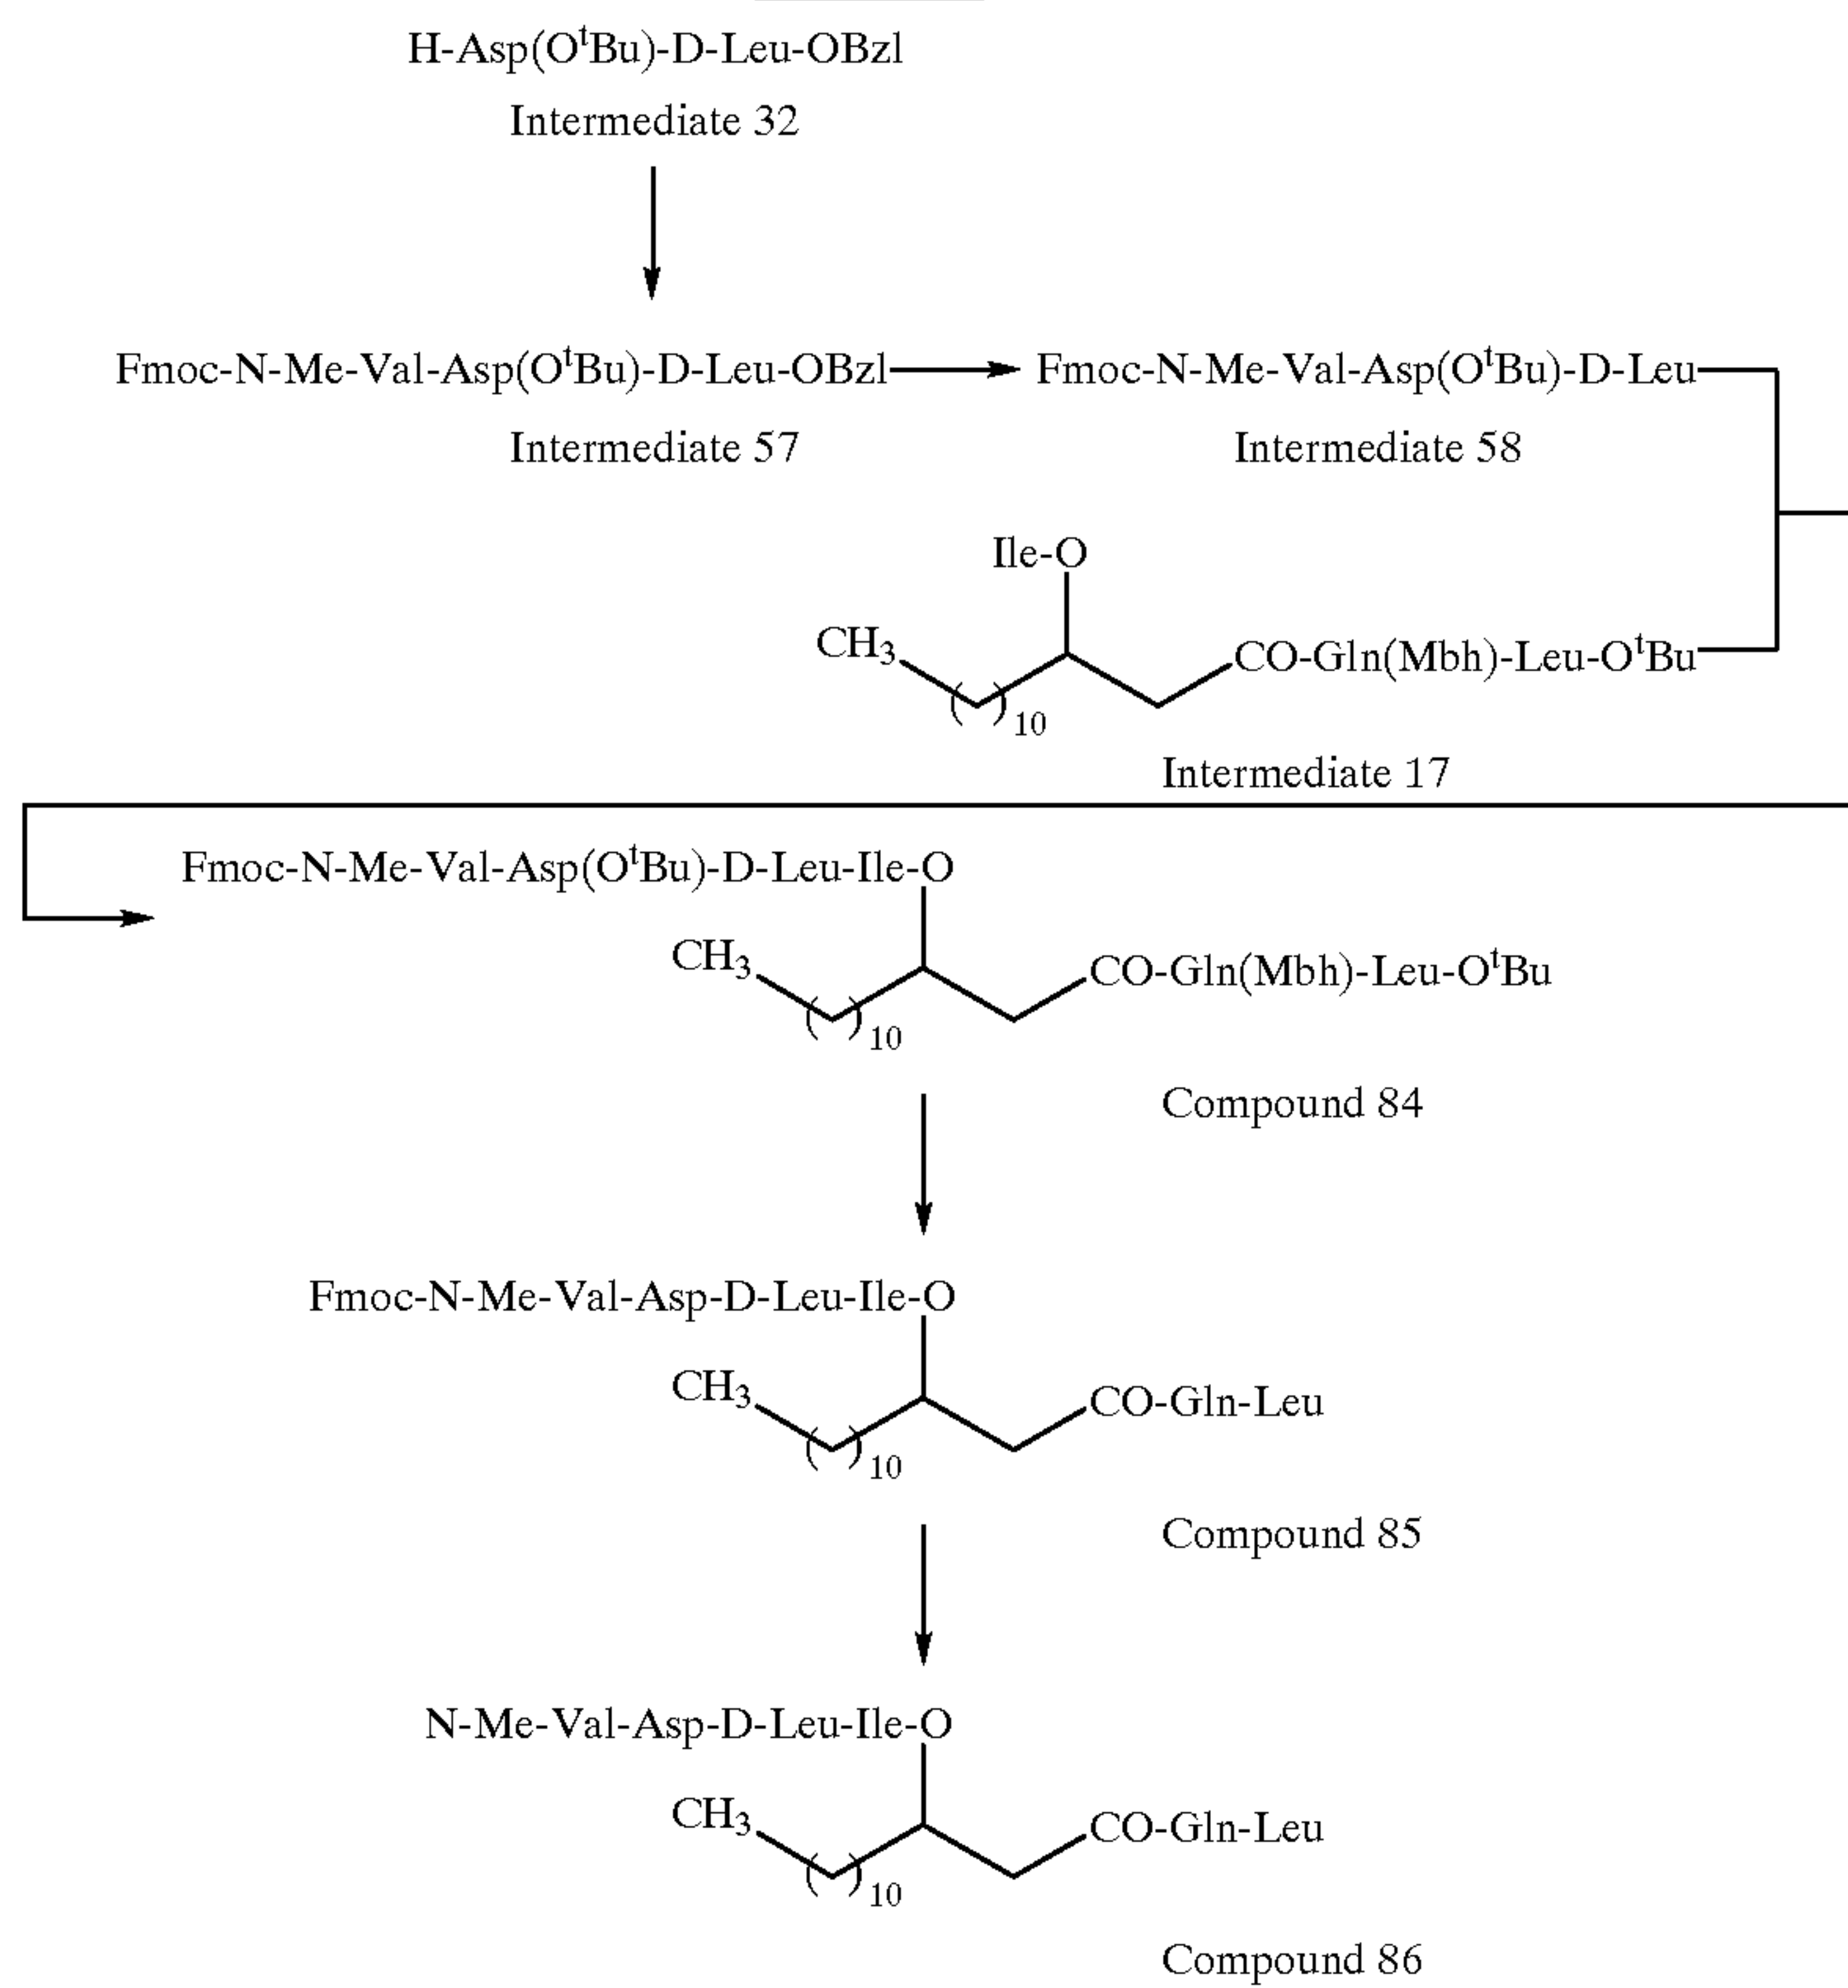 H-Asp(OᵗBu)-D-Leu-OBzl
Intermediate 32
Fmoc-N-Me-Val-Asp(OᵗBu)-D-Leu-OBzl
Fmoc-N-Me-Val-Asp(OᵗBu)-D-Leu
Intermediate 57
Intermediate 58
Ile-O
CH₃
CO-Gln(Mbh)-Leu-OᵗBu
( )₁₀
Intermediate 17
Fmoc-N-Me-Val-Asp(OᵗBu)-D-Leu-Ile-O
CH₃
CO-Gln(Mbh)-Leu-OᵗBu
( )₁₀
Compound 84
Fmoc-N-Me-Val-Asp-D-Leu-Ile-O
CH₃
CO-Gln-Leu
( )₁₀
Compound 85
N-Me-Val-Asp-D-Leu-Ile-O
CH₃
CO-Gln-Leu
( )₁₀
Compound 86